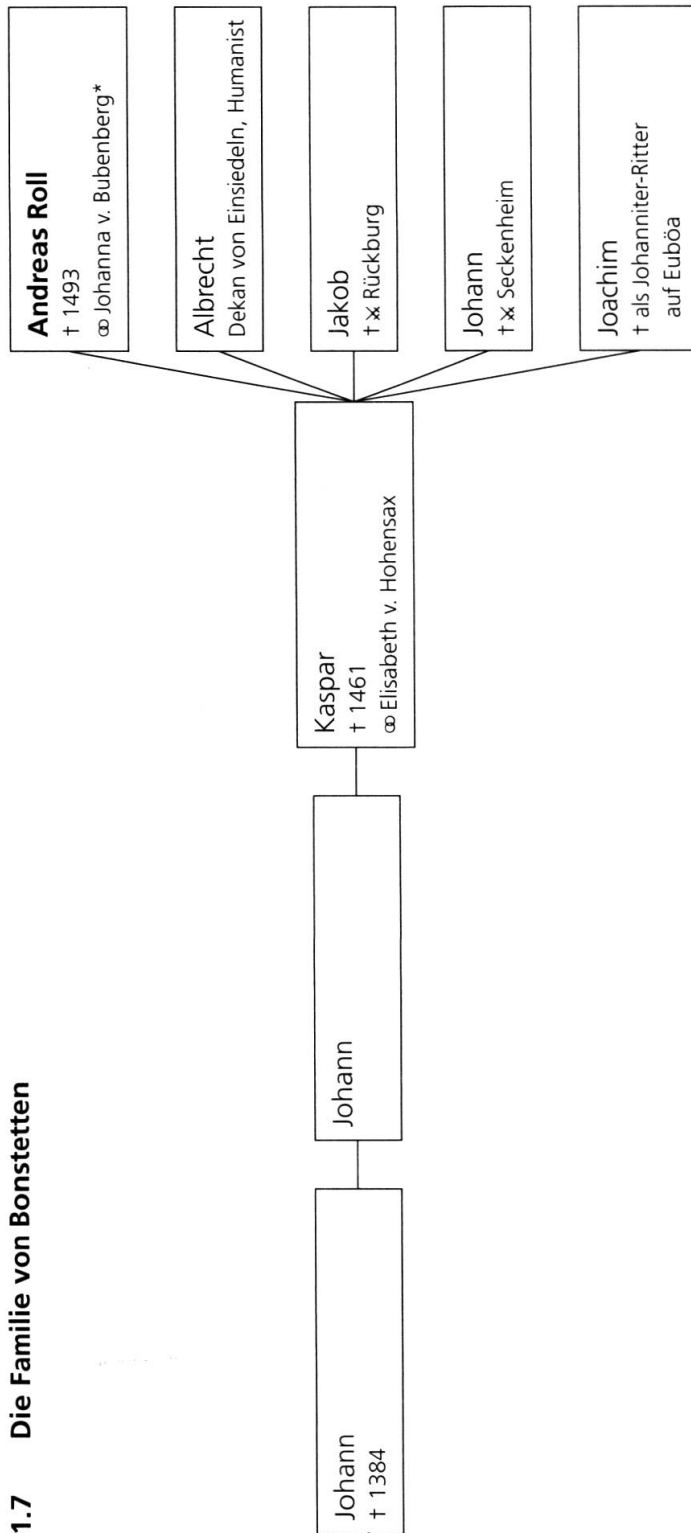 1.7 Die Familie von Bonstetten
Johann
† 1384
Johann
Kaspar
† 1461
⚭ Elisabeth v. Hohensax
Andreas Roll
† 1493
⚭ Johanna v. Bubenberg*
Albrecht
Dekan von Einsiedeln, Humanist
Jakob
†⚔ Rückburg
Johann
†⚔ Seckenheim
Joachim
† als Johanniter-Ritter
auf Euböa